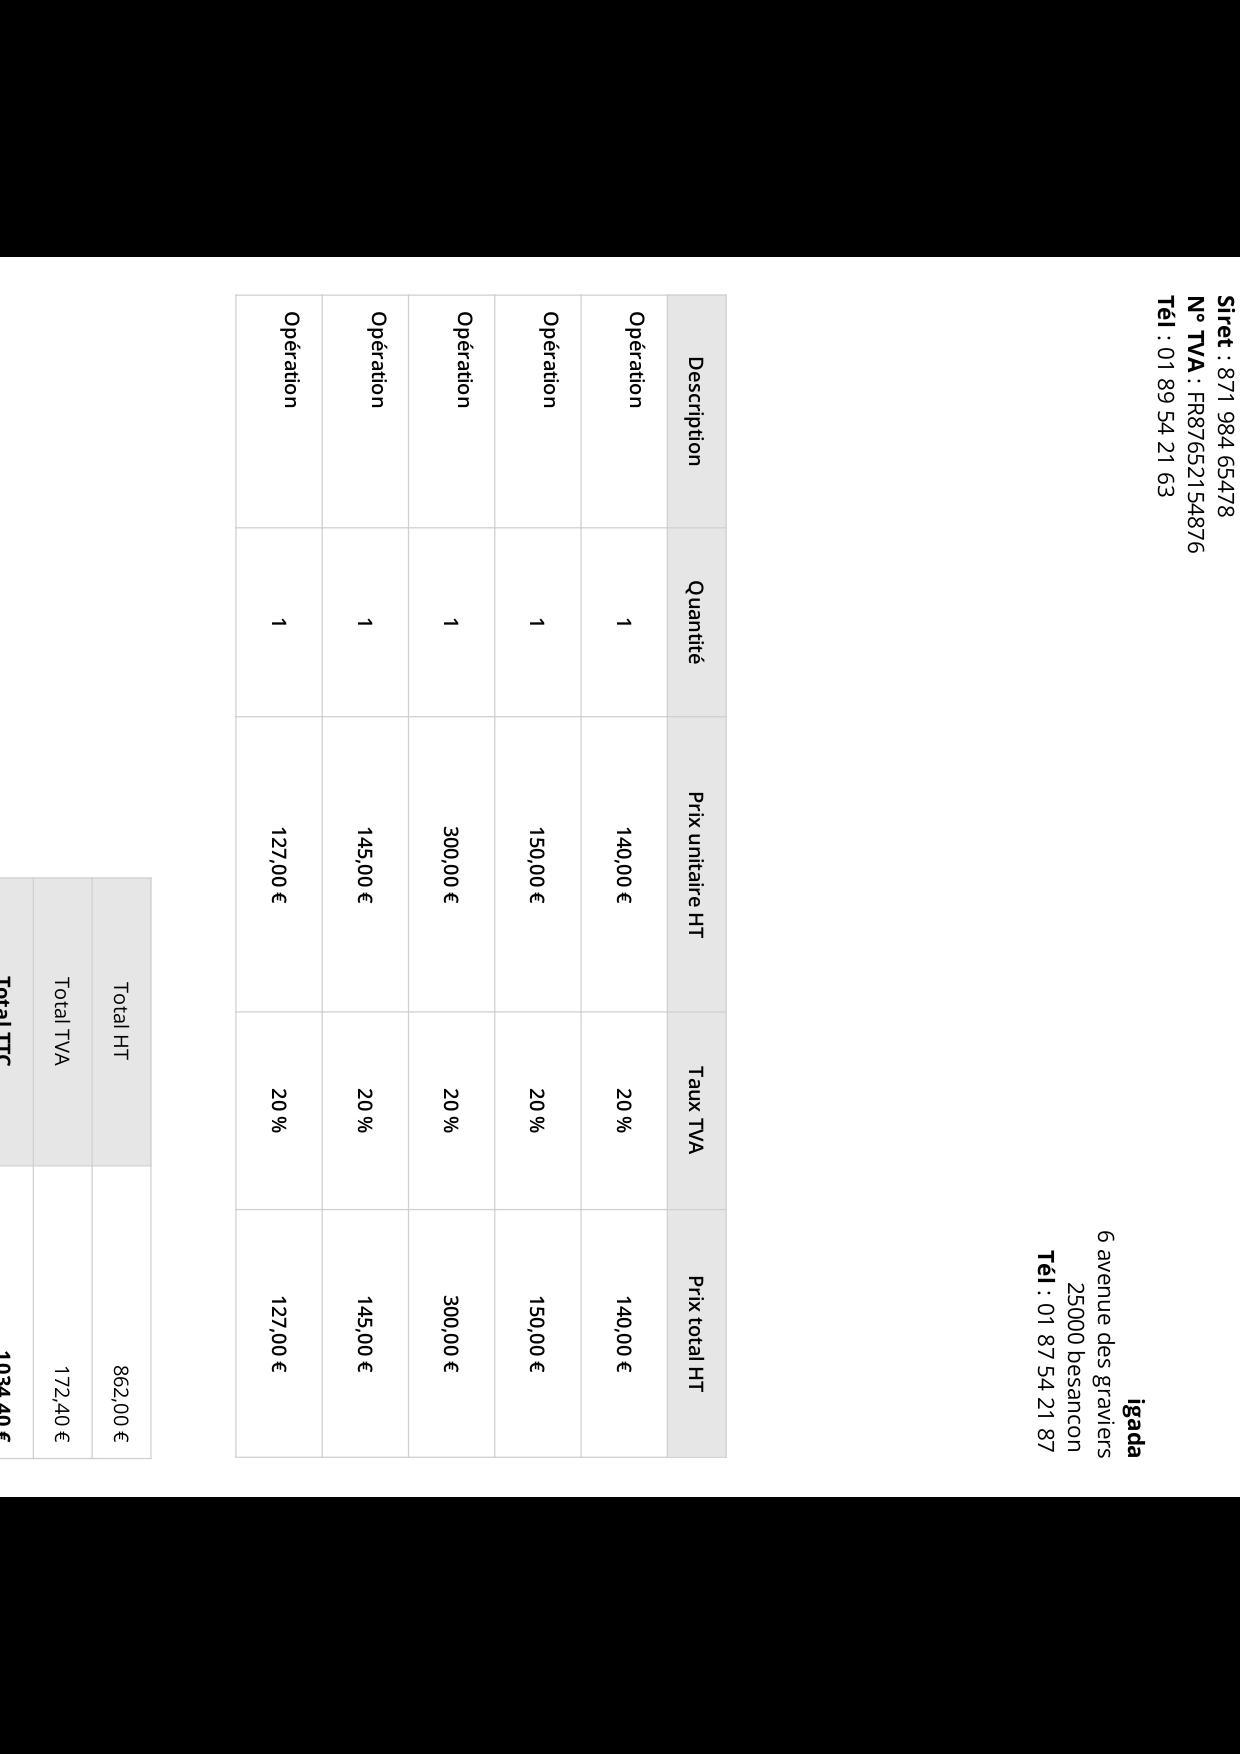 Siret : 871 984 65478
N° TVA : FR87652154876
Tél : 01 89 54 21 63
igada
6 avenue des graviers
25000 besancon
Tél : 01 87 54 21 87
Description Quantité Prix unitaire HT Taux TVA Prix total HT
Opération 1 140,00 € 20 % 140,00 €
Opération 1 150,00 € 20 % 150,00 €
Opération 1 300,00 € 20 % 300,00 €
Opération 1 145,00 € 20 % 145,00 €
Opération 1 127,00 € 20 % 127,00 €
Total HT 862,00 €
Total TVA 172,40 €
Total TTC 1034,40 €